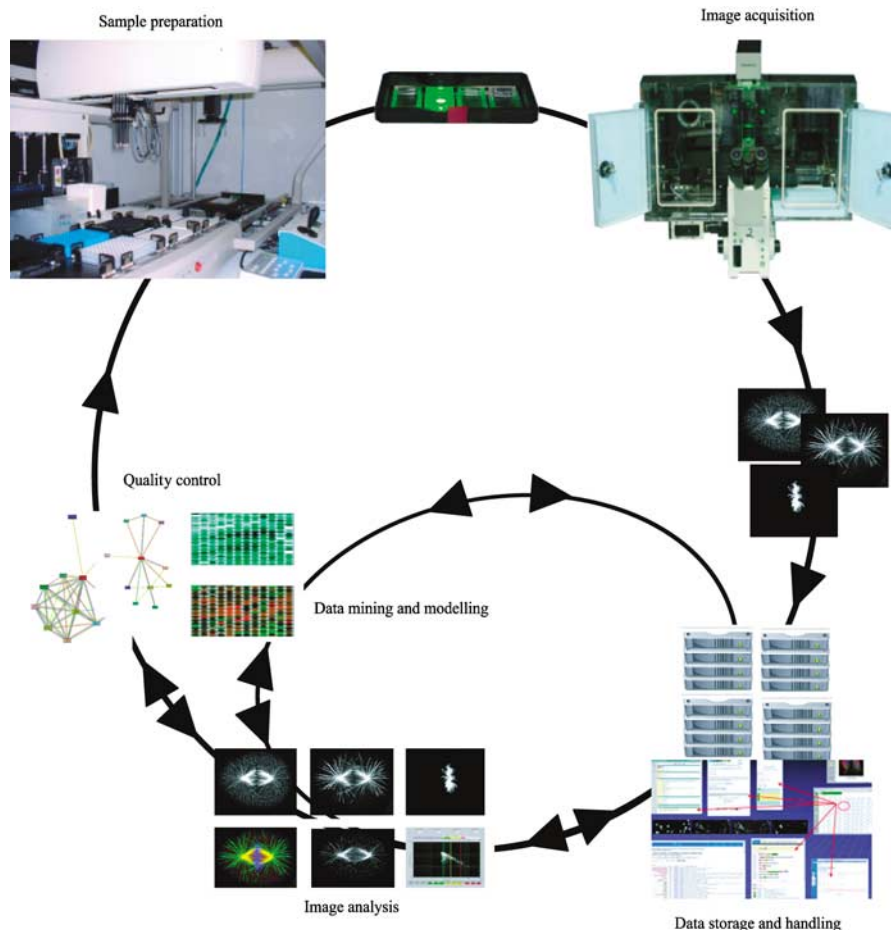 Sample preparation
Image acquisition
Quality control
Data mining and modelling
Image analysis
Data storage and handling